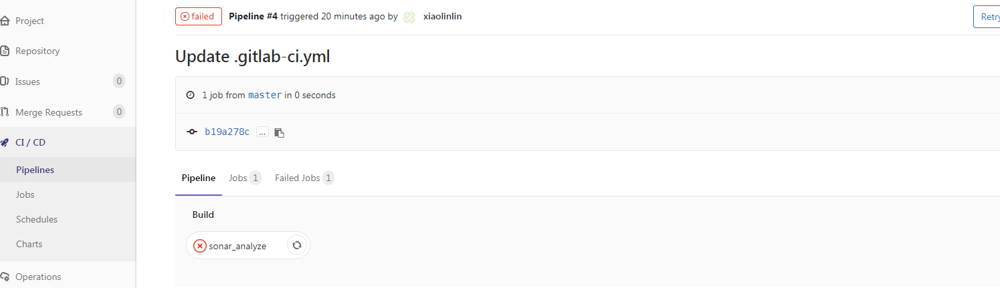 Project
Repository
Issues 0
Merge Requests 0
CI / CD
Pipelines
Jobs
Schedules
Charts
Operations
failed Pipeline #4 triggered 20 minutes ago by xiaolinlin
Retry
Update .gitlab-ci.yml
1 job from master in 0 seconds
b19a278c ...
Pipeline Jobs 1 Failed Jobs 1
Build
sonar_analyze